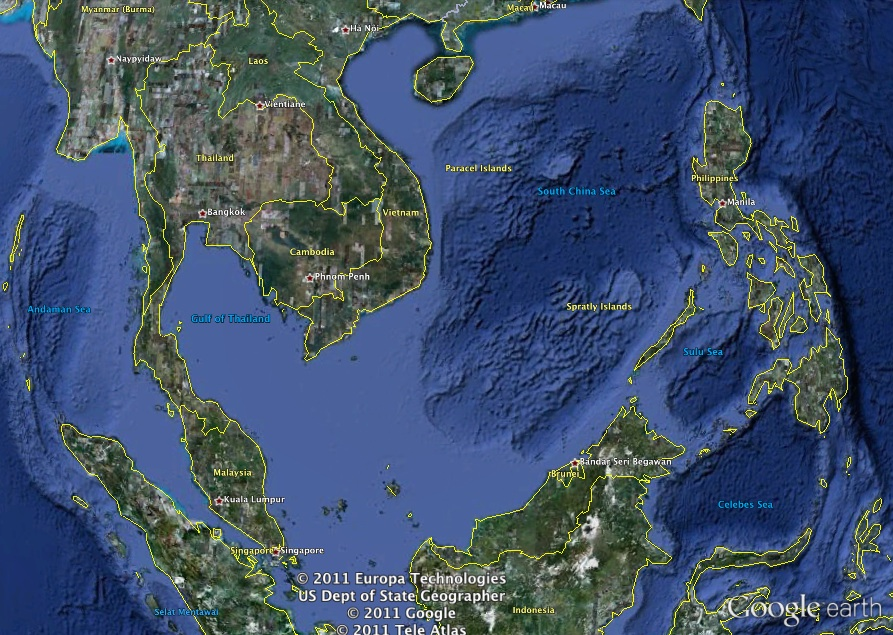 Myanmar (Burma)
Macau
Macau
Ha Noi
Naypyidaw
Laos
Vientiane
Thailand
Paracel Islands
Philippines
South China Sea
Manila
Bangkok
Vietnam
Cambodia
Phnom Penh
Andaman Sea
Gulf of Thailand
Spratly Islands
Sulu Sea
Malaysia
Bandar Seri Begawan
Brunei
Kuala Lumpur
Celebes Sea
Singapore
Singapore
© 2011 Europa Technologies
US Dept of State Geographer
© 2011 Google
© 2011 Tele Atlas
Indonesia
Selat Mentawai
Google earth